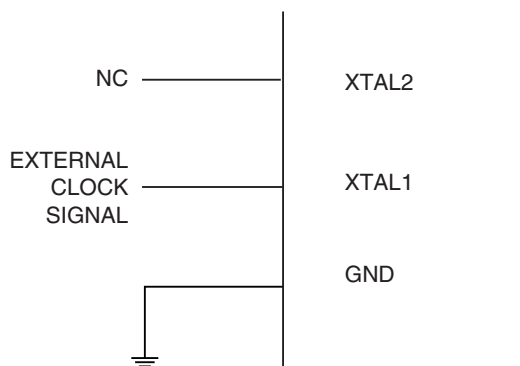 NC
XTAL2
EXTERNAL
CLOCK
SIGNAL
XTAL1
GND